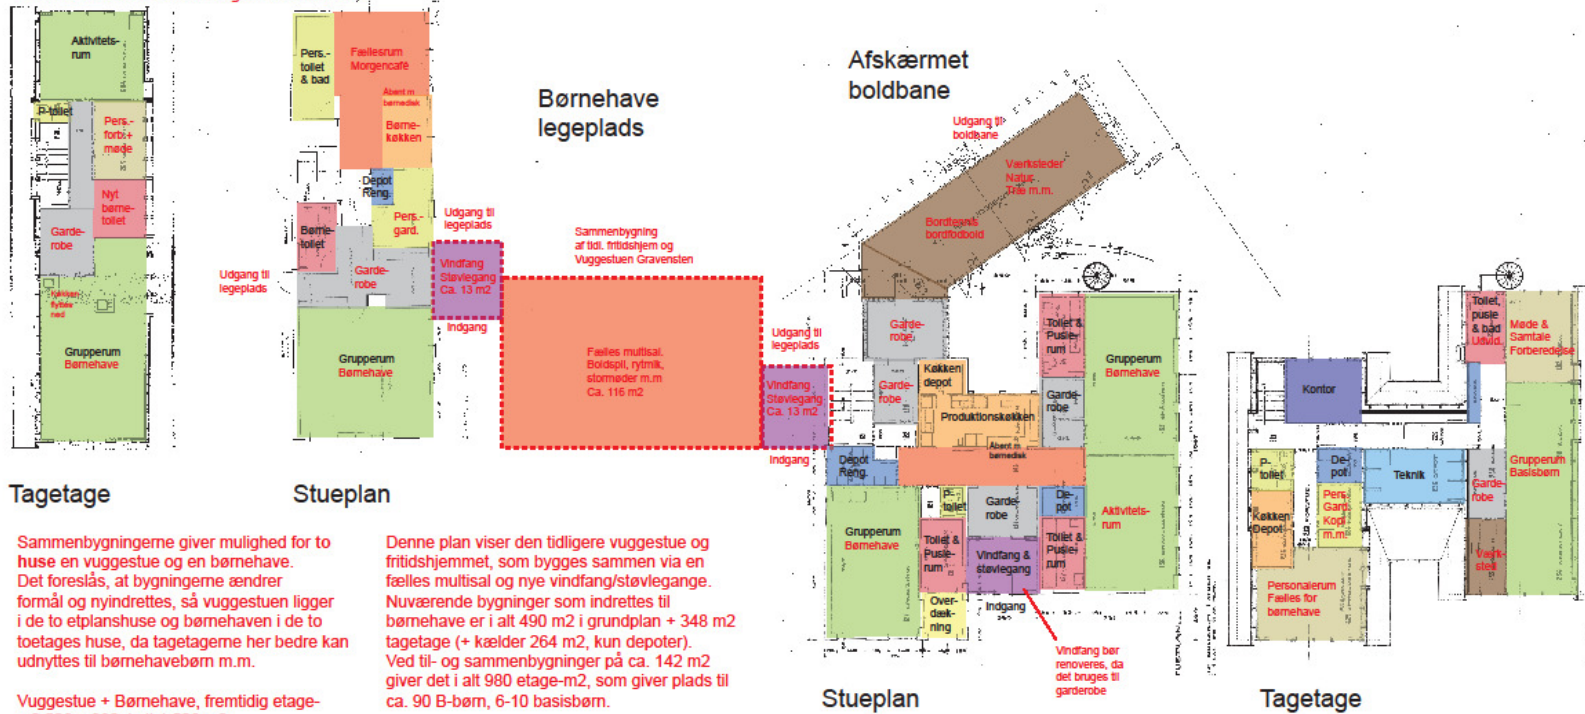 Aktivitets-
rum
P-toilet
Pers.-
forb.+
møde
Nyt
børne-
toilet
Garde-
robe
flyttes
ned
Grupperum
Børnehave
Tagetage
Pers.-
toilet
& bad
Fællesrum
Morgencafé
Åbent m
børnedisk
Børne-
køkken
Depot
Reng.
Pers.-
gard.
Børne-
toilet
Garde-
robe
Udgang til
legeplads
Udgang til
legeplads
Vindfang
Støvlegang
Ca. 13 m2
Indgang
Grupperum
Børnehave
Stueplan
Børnehave
legeplads
Sammenbygning
af tidl. fritidshjem og
Vuggestuen Gravensten
Fælles multisal.
Boldspil, rytmik,
stormøder m.m
Ca. 116 m2
Udgang til
legeplads
Vindfang
Støvlegang
Ca. 13 m2
Indgang
Afskærmet
boldbane
Udgang til
boldbane
Værksteder
Natur
Træ m.m.
Bordtennis
bordfodbold
Garde-
robe
Garde-
robe
Køkken
depot
Produktionskøkken
Åbent m
børnedisk
Toilet &
Pusle-
rum
Garde-
robe
Grupperum
Børnehave
Depot
Reng.
Grupperum
Børnehave
P-
toilet
Garde-
robe
De-
pot
Aktivitets-
rum
Toilet &
Pusle-
rum
Vindfang &
støvlegang
Toilet &
Pusle-
rum
Over-
dæk-
ning
Indgang
Vindfang bør
renoveres, da
det bruges til
garderobe
Stueplan
Toilet,
pusle
& bad
Udvid.
Møde &
Samtale
Forberedelse
Kontor
P-
toilet
De-
pot
Teknik
Grupperum
Basisbørn
Garde-
robe
Køkken
Depot
Pers.
Gard.
Kopi
m.m.
Værk-
sted
Personalerum
Fælles for
børnehave
Tagetage
Sammenbygningerne giver mulighed for to
huse en vuggestue og en børnehave.
Det foreslås, at bygningerne ændrer
formål og nyindrettes, så vuggestuen ligger
i de to etplanshuse og børnehaven i de to
toetages huse, da tagetagerne her bedre kan
udnyttes til børnehavebørn m.m.
Vuggestue + Børnehave, fremtidig etage-
Denne plan viser den tidligere vuggestue og
fritidshjemmet, som bygges sammen via en
fælles multisal og nye vindfang/støvlegange.
Nuværende bygninger som indrettes til
børnehave er i alt 490 m2 i grundplan + 348 m2
tagetage (+ kælder 264 m2, kun depoter).
Ved til- og sammenbygninger på ca. 142 m2
giver det i alt 980 etage-m2, som giver plads til
ca. 90 B-børn, 6-10 basisbørn.